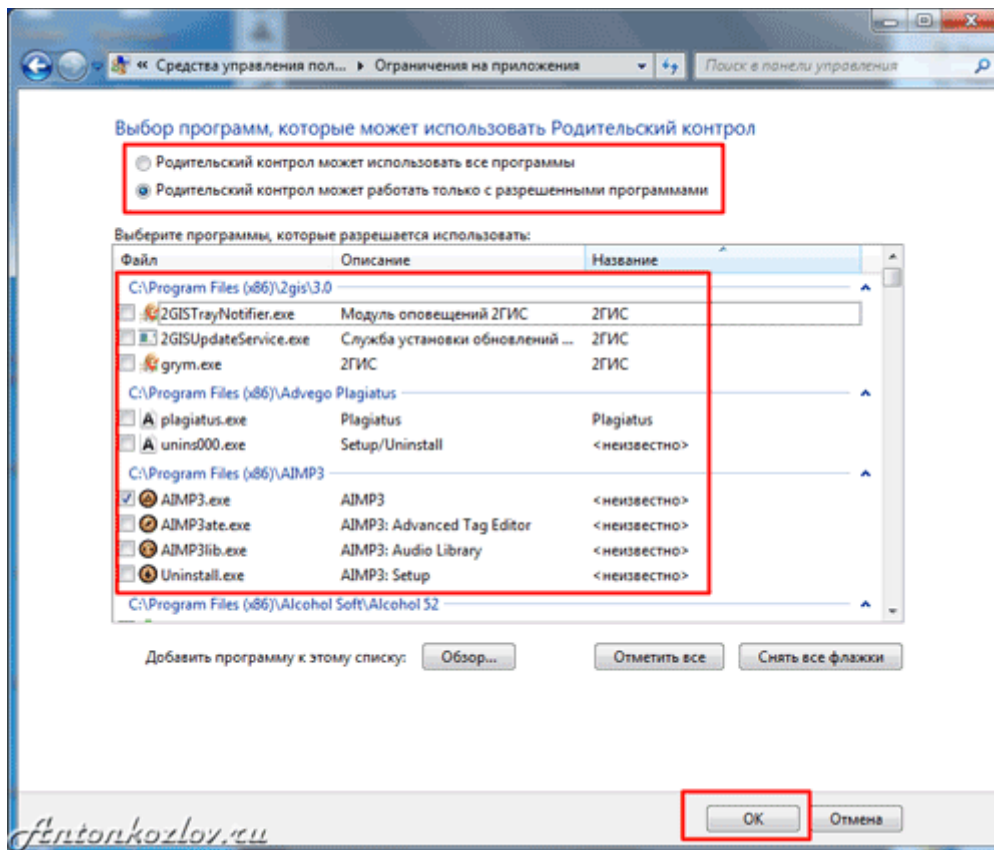 « Средства управления пол... ▸ Ограничения на приложения
Поиск в панели управления
Выбор программ, которые может использовать Родительский контрол
Родительский контрол может использовать все программы
Родительский контрол может работать только с разрешенными программами
Выберите программы, которые разрешается использовать:
Файл Описание Название
C:\Program Files (x86)\2gis\3.0
2GISTrayNotifier.exe Модуль оповещений 2ГИС 2ГИС
2GISUpdateService.exe Служба установки обновлений ... 2ГИС
grym.exe 2ГИС 2ГИС
C:\Program Files (x86)\Advego Plagiatus
plagiatus.exe Plagiatus Plagiatus
unins000.exe Setup/Uninstall <неизвестно>
C:\Program Files (x86)\AIMP3
AIMP3.exe AIMP3 <неизвестно>
AIMP3ate.exe AIMP3: Advanced Tag Editor <неизвестно>
AIMP3lib.exe AIMP3: Audio Library <неизвестно>
Uninstall.exe AIMP3: Setup <неизвестно>
C:\Program Files (x86)\Alcohol Soft\Alcohol 52
Добавить программу к этому списку: Обзор... Отметить все Снять все флажки
OK Отмена
Antonkozlov.ru